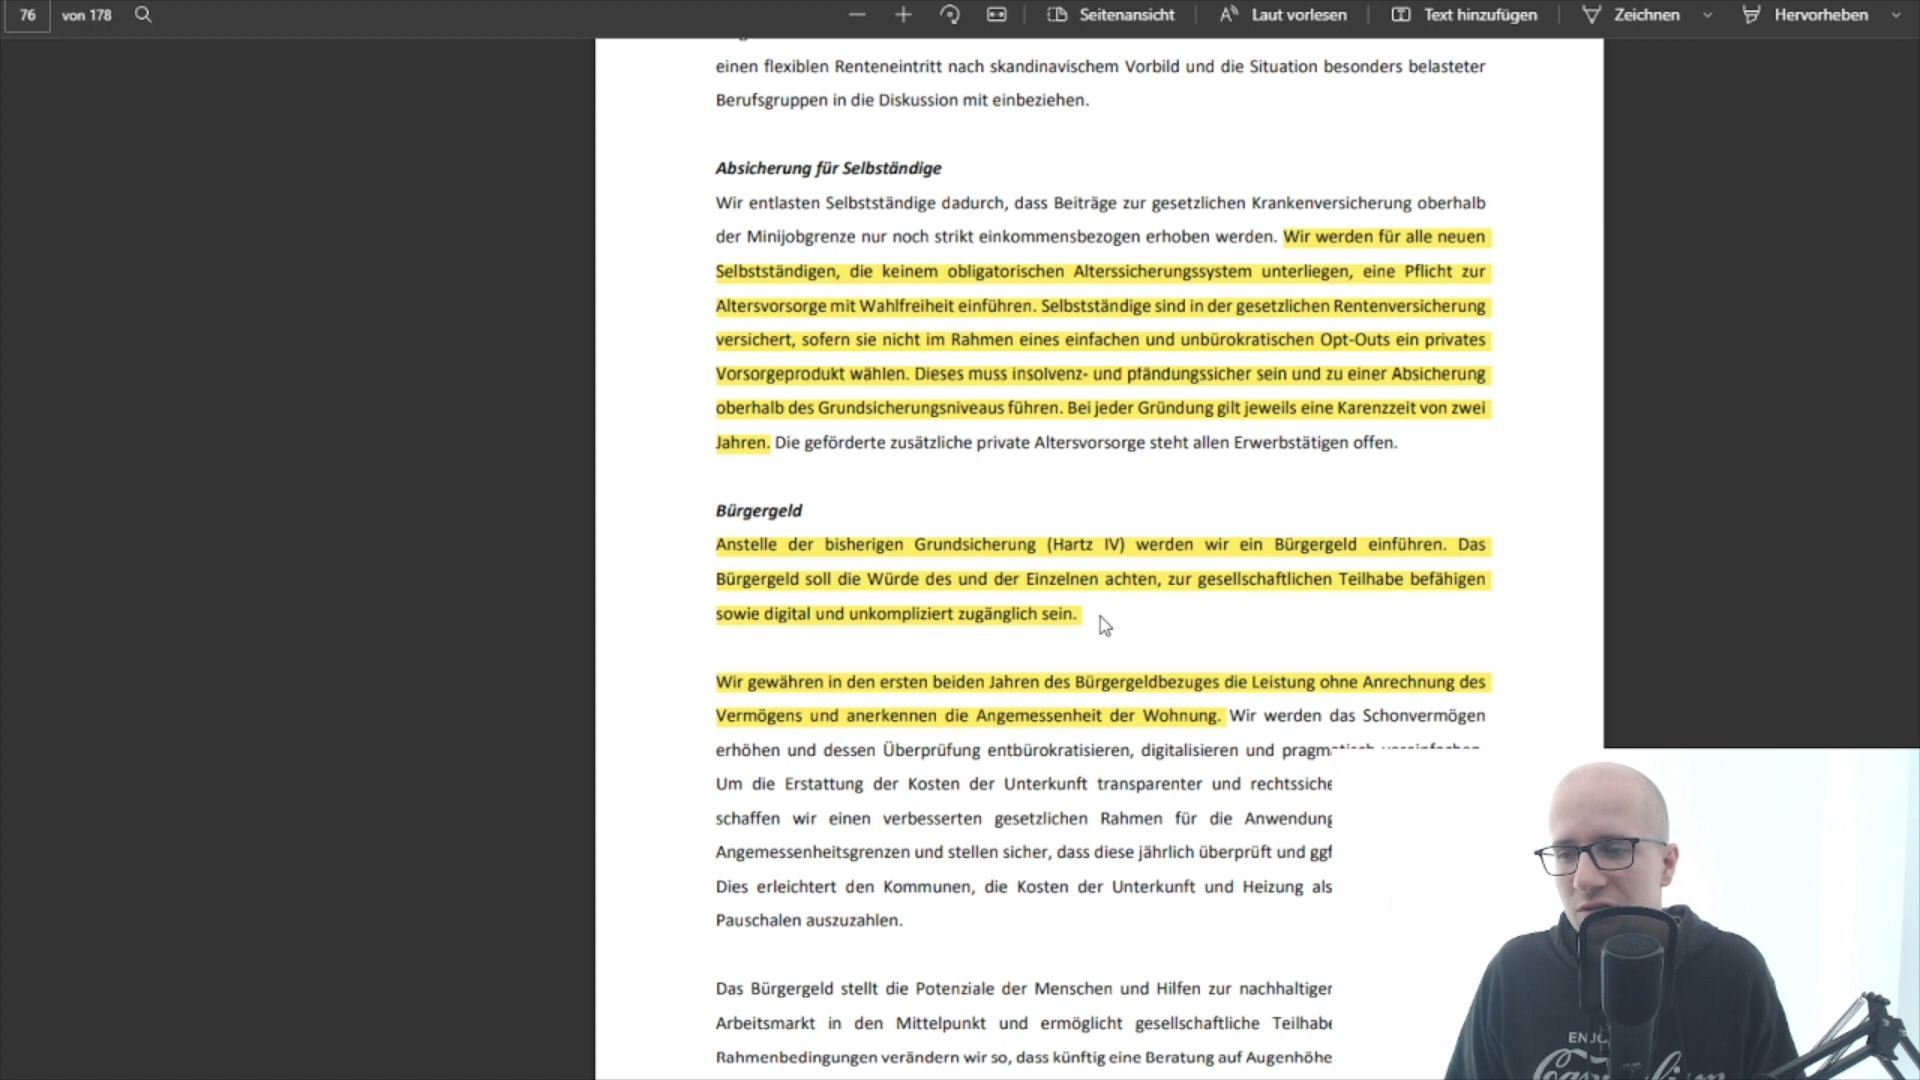 76 von 178 Seitenansicht Laut vorlesen Text hinzufügen Zeichnen Hervorheben
einen flexiblen Renteneintritt nach skandinavischem Vorbild und die Situation besonders belasteter
Berufsgruppen in die Diskussion mit einbeziehen.
Absicherung für Selbständige
Wir entlasten Selbstständige dadurch, dass Beiträge zur gesetzlichen Krankenversicherung oberhalb
der Minijobgrenze nur noch strikt einkommensbezogen erhoben werden. Wir werden für alle neuen
Selbstständigen, die keinem obligatorischen Alterssicherungssystem unterliegen, eine Pflicht zur
Altersvorsorge mit Wahlfreiheit einführen. Selbstständige sind in der gesetzlichen Rentenversicherung
versichert, sofern sie nicht im Rahmen eines einfachen und unbürokratischen Opt-Outs ein privates
Vorsorgeprodukt wählen. Dieses muss insolvenz- und pfändungssicher sein und zu einer Absicherung
oberhalb des Grundsicherungsniveaus führen. Bei jeder Gründung gilt jeweils eine Karenzzeit von zwei
Jahren. Die geförderte zusätzliche private Altersvorsorge steht allen Erwerbstätigen offen.
Bürgergeld
Anstelle der bisherigen Grundsicherung (Hartz IV) werden wir ein Bürgergeld einführen. Das
Bürgergeld soll die Würde des und der Einzelnen achten, zur gesellschaftlichen Teilhabe befähigen
sowie digital und unkompliziert zugänglich sein.
Wir gewähren in den ersten beiden Jahren des Bürgergeldbezuges die Leistung ohne Anrechnung des
Vermögens und anerkennen die Angemessenheit der Wohnung. Wir werden das Schonvermögen
erhöhen und dessen Überprüfung entbürokratisieren, digitalisieren und
Um die Erstattung der Kosten der Unterkunft transparenter und rechtssiche
schaffen wir einen verbesserten gesetzlichen Rahmen für die Anwendung
Angemessenheitsgrenzen und stellen sicher, dass diese jährlich überprüft und ggf
Dies erleichtert den Kommunen, die Kosten der Unterkunft und Heizung als
Pauschalen auszuzahlen.
Das Bürgergeld stellt die Potenziale der Menschen und Hilfen zur nachhaltiger
Arbeitsmarkt in den Mittelpunkt und ermöglicht gesellschaftliche Teilhabe
Rahmenbedingungen verändern wir so, dass künftig eine Beratung auf Augenhöhe